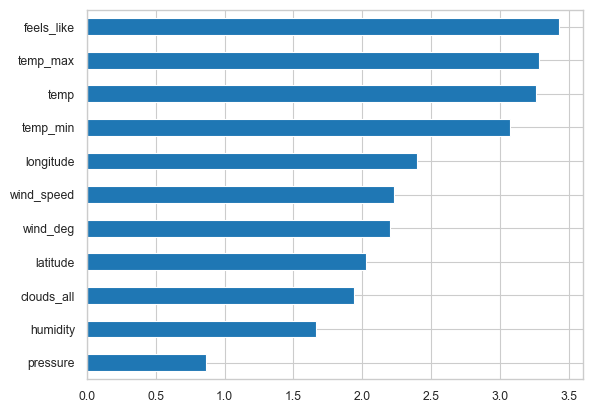 feels_like
temp_max
temp
temp_min
longitude
wind_speed
wind_deg
latitude
clouds_all
humidity
pressure
0.0 0.5 1.0 1.5 2.0 2.5 3.0 3.5